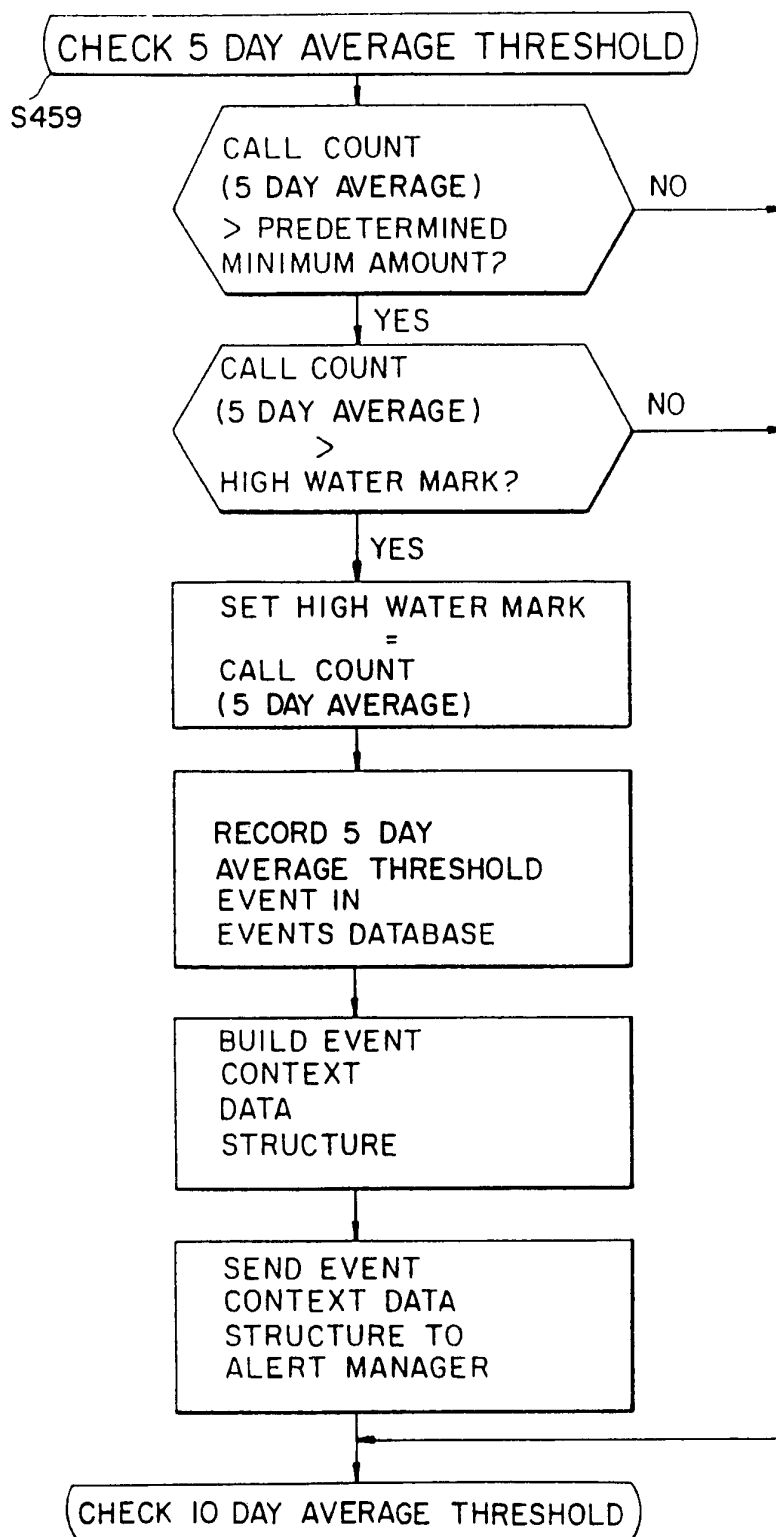 CHECK 5 DAY AVERAGE THRESHOLD
S459
CALL COUNT
(5 DAY AVERAGE)
> PREDETERMINED
MINIMUM AMOUNT?
NO
YES
CALL COUNT
(5 DAY AVERAGE)
>
HIGH WATER MARK?
NO
YES
SET HIGH WATER MARK
=
CALL COUNT
(5 DAY AVERAGE)
RECORD 5 DAY
AVERAGE THRESHOLD
EVENT IN
EVENTS DATABASE
BUILD EVENT
CONTEXT
DATA
STRUCTURE
SEND EVENT
CONTEXT DATA
STRUCTURE TO
ALERT MANAGER
CHECK 10 DAY AVERAGE THRESHOLD